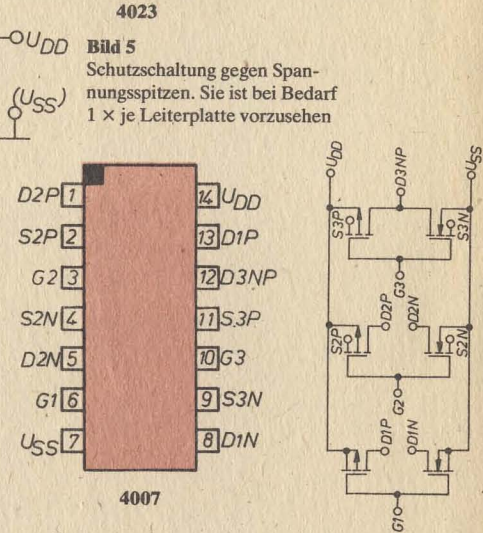 4023
U_DD
Bild 5
Schutzschaltung gegen Span-
nungsspitzen. Sie ist bei Bedarf
1 × je Leiterplatte vorzusehen
(U_SS)
D2P 1
S2P 2
G2 3
S2N 4
D2N 5
G1 6
U_SS 7
14 U_DD
13 D1P
12 D3NP
11 S3P
10 G3
9 S3N
8 D1N
4007
U_DD
D3NP
U_SS
S3P
S3N
G3
D2P
D2N
S2P
S2N
G2
D1P
D1N
G1